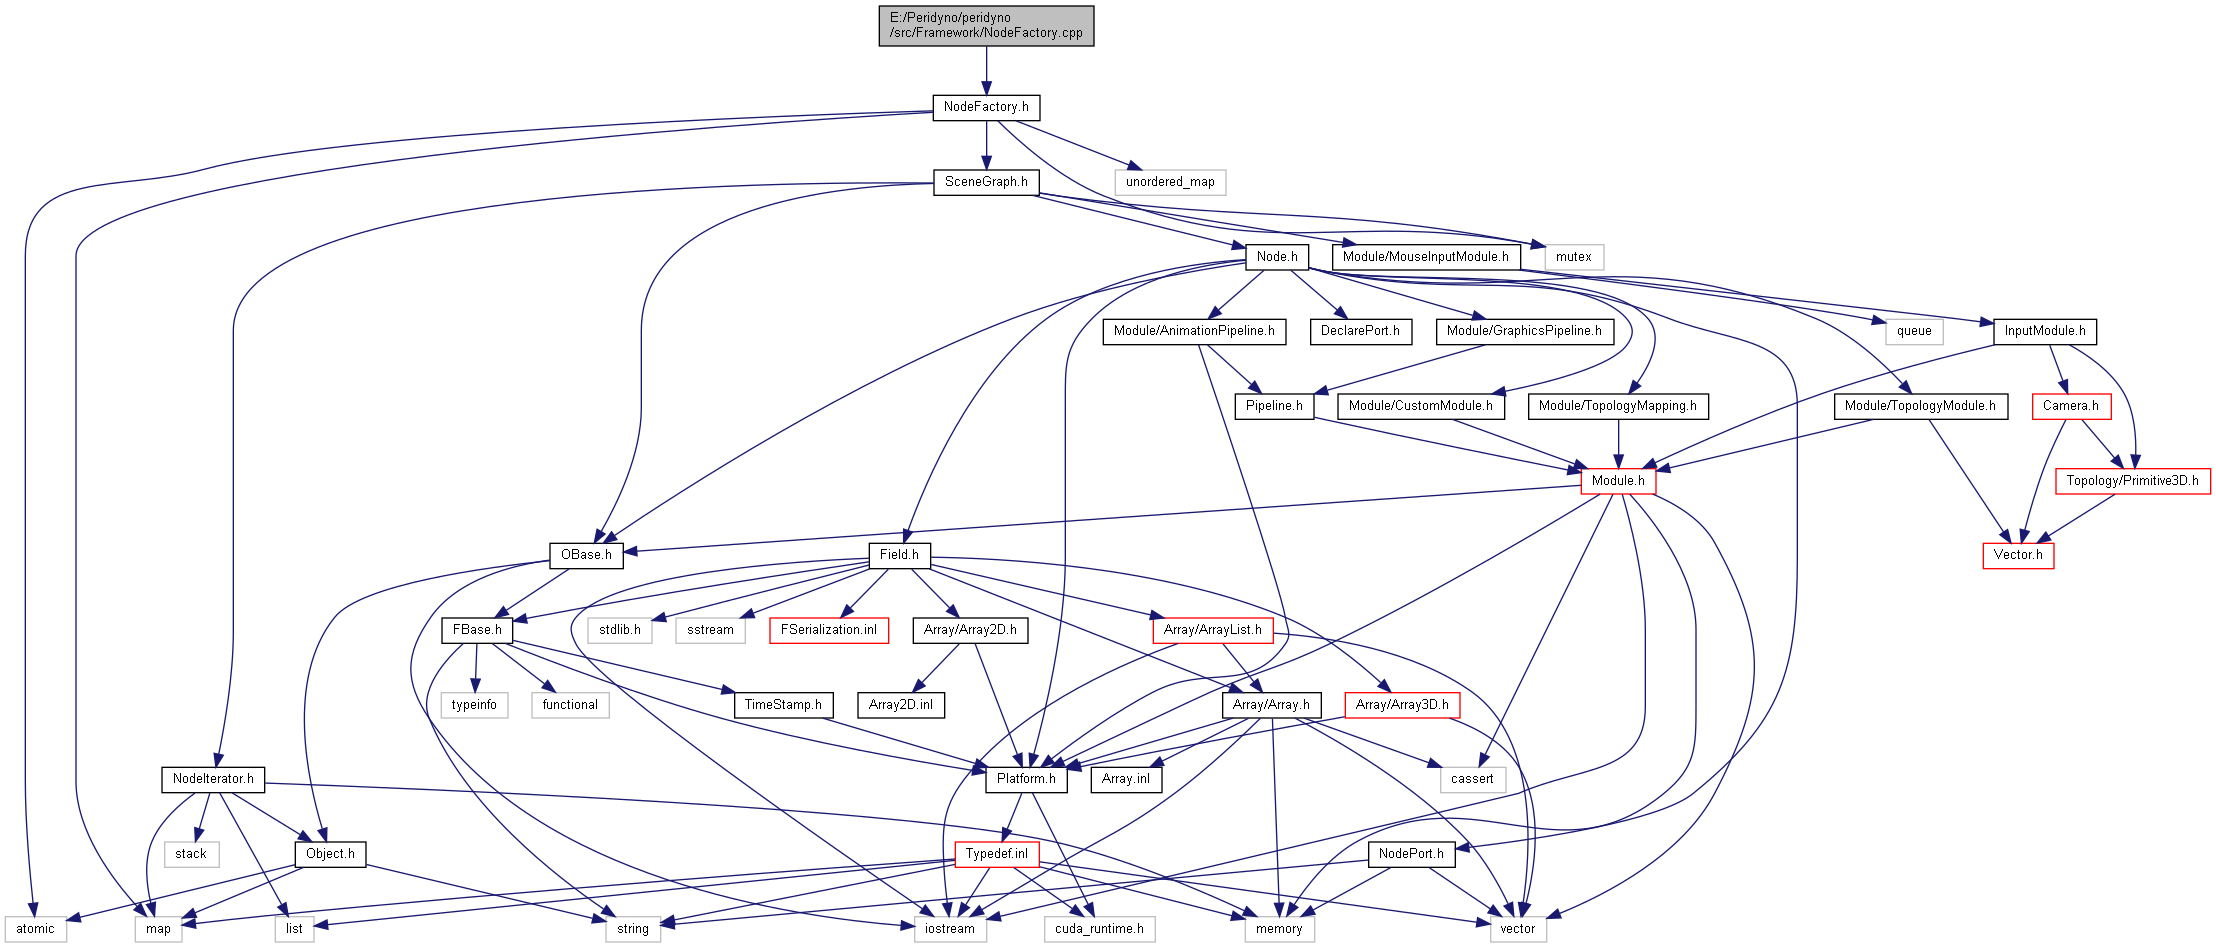 E:/Peridyno/peridyno
/src/Framework/NodeFactory.cpp
NodeFactory.h
SceneGraph.h
unordered_map
Node.h
Module/MouseInputModule.h
mutex
Module/AnimationPipeline.h
DeclarePort.h
Module/GraphicsPipeline.h
queue
InputModule.h
Pipeline.h
Module/CustomModule.h
Module/TopologyMapping.h
Module/TopologyModule.h
Camera.h
Module.h
Topology/Primitive3D.h
OBase.h
Field.h
Vector.h
FBase.h
stdlib.h
sstream
FSerialization.inl
Array/Array2D.h
Array/ArrayList.h
typeinfo
functional
TimeStamp.h
Array2D.inl
Array/Array.h
Array/Array3D.h
NodeIterator.h
Platform.h
Array.inl
cassert
stack
Object.h
Typedef.inl
NodePort.h
atomic
map
list
string
iostream
cuda_runtime.h
memory
vector